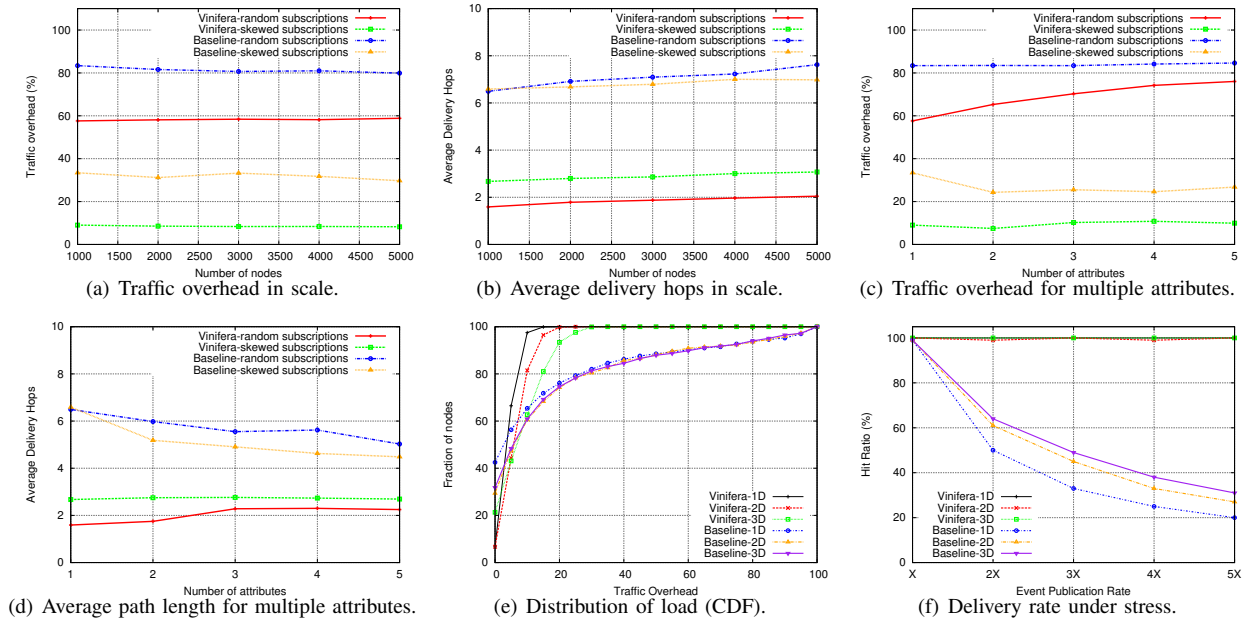 Traffic overhead (%)
0
20
40
60
80
100
1000 1500 2000 2500 3000 3500 4000 4500 5000
Number of nodes
Vinifera-random subscriptions
Vinifera-skewed subscriptions
Baseline-random subscriptions
Baseline-skewed subscriptions
(a) Traffic overhead in scale.
Average Delivery Hops
0
2
4
6
8
10
1000 1500 2000 2500 3000 3500 4000 4500 5000
Number of nodes
Vinifera-random subscriptions
Vinifera-skewed subscriptions
Baseline-random subscriptions
Baseline-skewed subscriptions
(b) Average delivery hops in scale.
Traffic overhead (%)
0
20
40
60
80
100
1 2 3 4 5
Number of attributes
Vinifera-random subscriptions
Vinifera-skewed subscriptions
Baseline-random subscriptions
Baseline-skewed subscriptions
(c) Traffic overhead for multiple attributes.
Average Delivery Hops
0
2
4
6
8
10
1 2 3 4 5
Number of attributes
Vinifera-random subscriptions
Vinifera-skewed subscriptions
Baseline-random subscriptions
Baseline-skewed subscriptions
(d) Average path length for multiple attributes.
Fraction of nodes
0
20
40
60
80
100
0 20 40 60 80 100
Traffic Overhead
Vinifera-1D
Vinifera-2D
Vinifera-3D
Baseline-1D
Baseline-2D
Baseline-3D
(e) Distribution of load (CDF).
Hit Ratio (%)
0
20
40
60
80
100
X 2X 3X 4X 5X
Event Publication Rate
Vinifera-1D
Vinifera-2D
Vinifera-3D
Baseline-1D
Baseline-2D
Baseline-3D
(f) Delivery rate under stress.